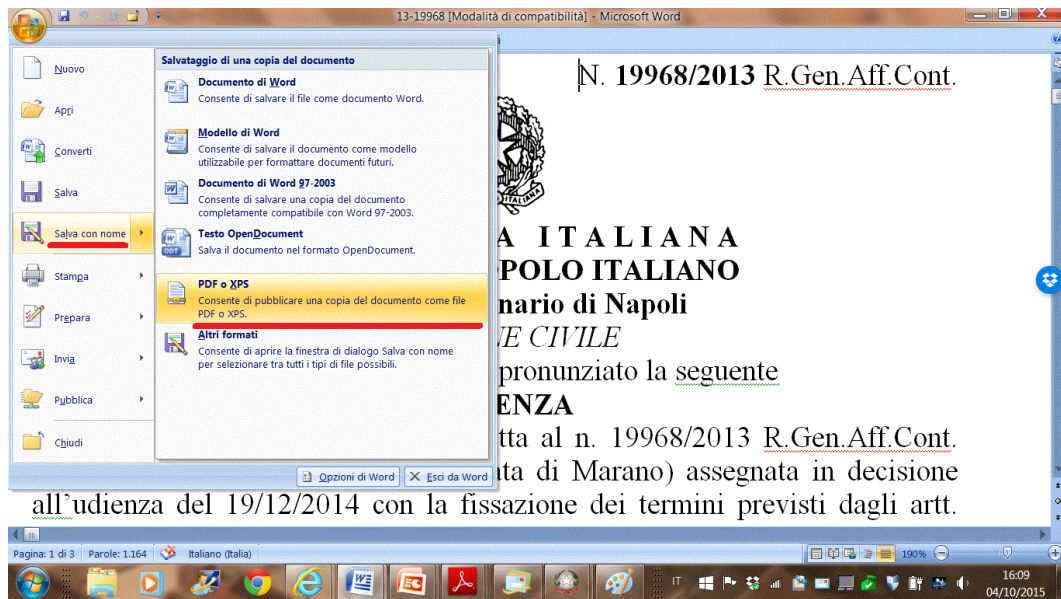 13-19968 [Modalità di compatibilità] - Microsoft Word
Nuovo
Apri
Converti
Salva
Salva con nome
Stampa
Prepara
Invia
Pubblica
Chiudi
Salvataggio di una copia del documento
Documento di Word
Consente di salvare il file come documento Word.
Modello di Word
Consente di salvare il documento come modello
utilizzabile per formattare documenti futuri.
Documento di Word 97-2003
Consente di salvare una copia del documento
completamente compatibile con Word 97-2003.
Testo OpenDocument
Salva il documento nel formato OpenDocument.
PDF o XPS
Consente di pubblicare una copia del documento come file
PDF o XPS.
Altri formati
Consente di aprire la finestra di dialogo Salva con nome
per selezionare tra tutti i tipi di file possibili.
Opzioni di Word
Esci da Word
N. 19968/2013 R.Gen.Aff.Cont.
A I T A L I A N A
POLO ITALIANO
nario di Napoli
NE CIVILE
pronunziato la seguente
ENZA
tta al n. 19968/2013 R.Gen.Aff.Cont.
ata di Marano) assegnata in decisione
all’udienza del 19/12/2014 con la fissazione dei termini previsti dagli artt.
Pagina: 1 di 3 Parole: 1.164 Italiano (Italia) 190%
IT 16:09
04/10/2015